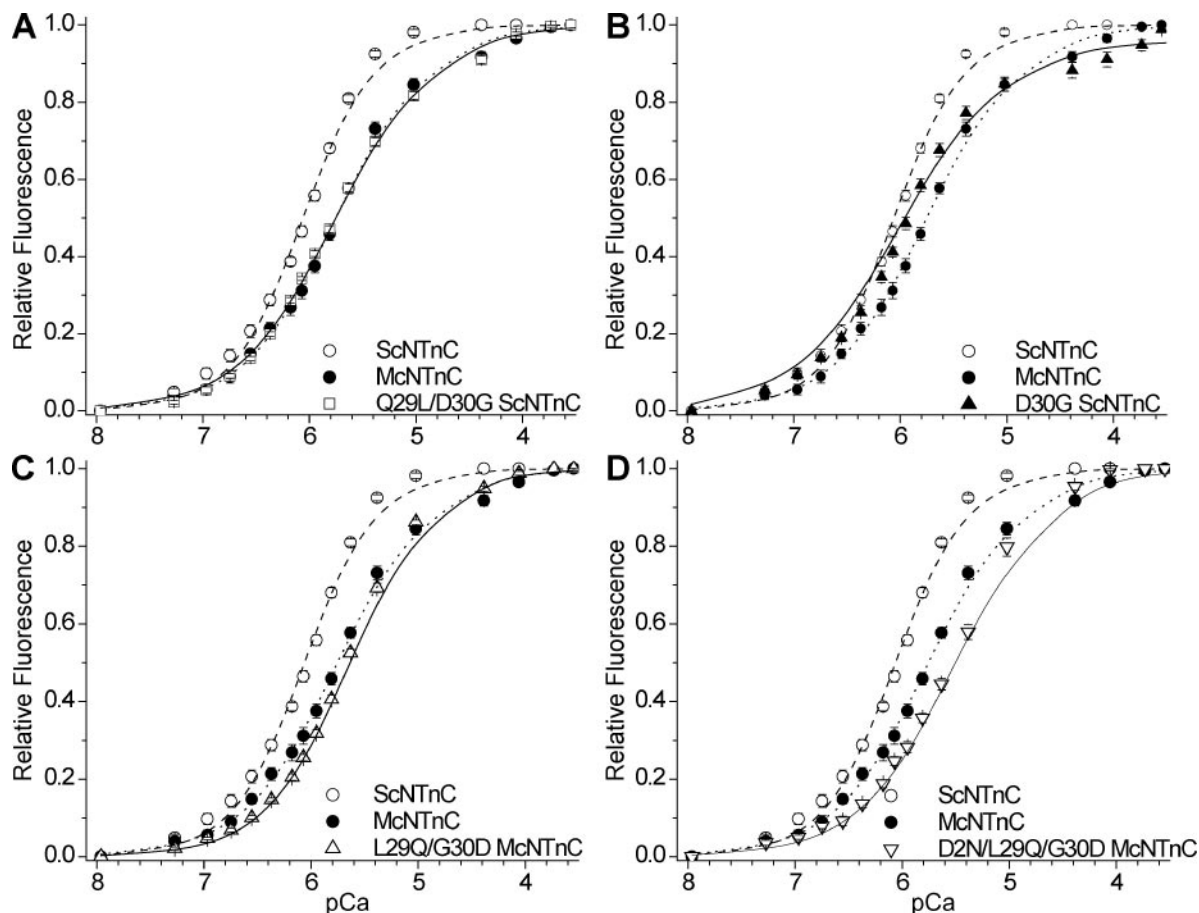 A
Relative Fluorescence
1.0
0.8
0.6
0.4
0.2
0.0
8 7 6 5 4
ScNTnC
McNTnC
Q29L/D30G ScNTnC
B
Relative Fluorescence
1.0
0.8
0.6
0.4
0.2
0.0
8 7 6 5 4
ScNTnC
McNTnC
D30G ScNTnC
C
Relative Fluorescence
1.0
0.8
0.6
0.4
0.2
0.0
8 7 6 5 4
pCa
ScNTnC
McNTnC
L29Q/G30D McNTnC
D
Relative Fluorescence
1.0
0.8
0.6
0.4
0.2
0.0
8 7 6 5 4
pCa
ScNTnC
McNTnC
D2N/L29Q/G30D McNTnC